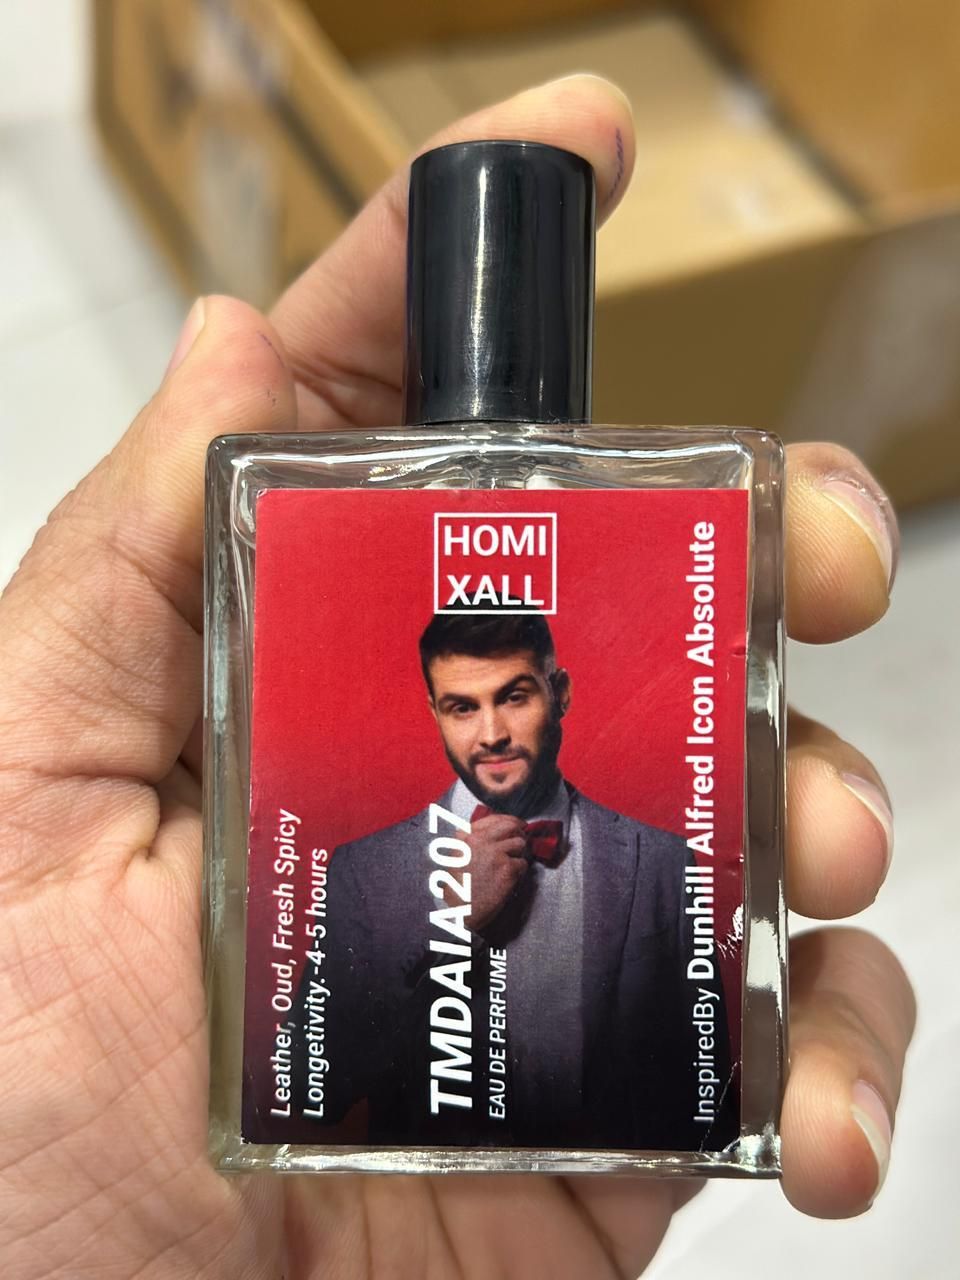 HOMI
XALL
Leather, Oud, Fresh Spicy
Longetivity.-4-5 hours
TMDAIA207
EAU DE PERFUME
InspiredBy Dunhill Alfred Icon Absolute